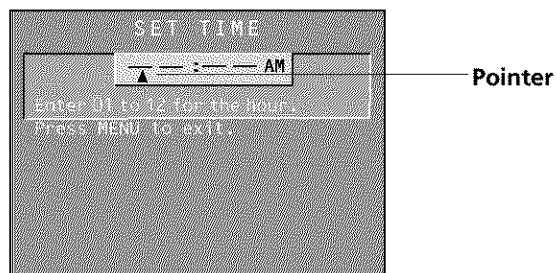 SET TIME
— — : — — AM
Pointer
Enter 01 to 12 for the hour.
Press MENU to exit.